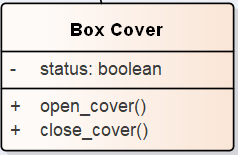 Box Cover
- status: boolean
+ open_cover()
+ close_cover()